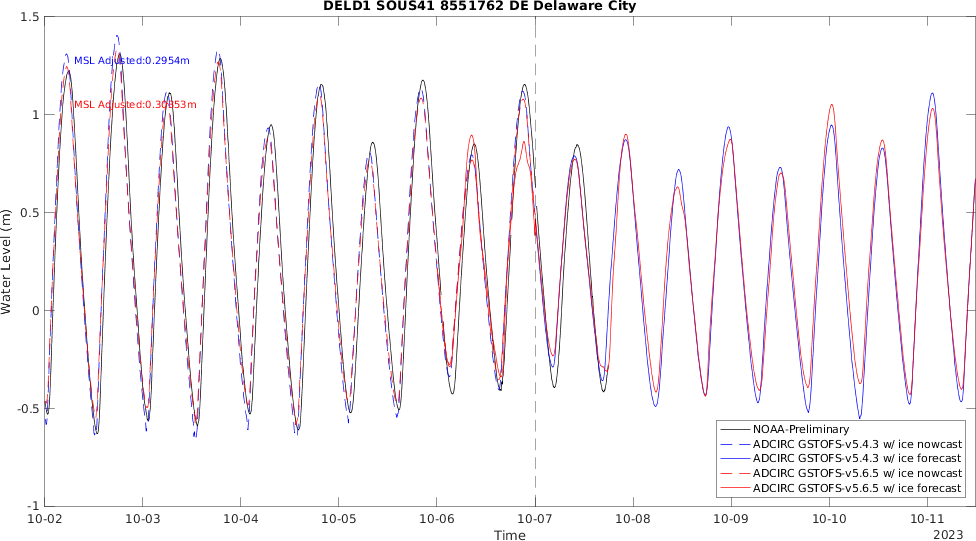 DELD1 SOUS41 8551762 DE Delaware City
1.5
MSL Adjusted:0.2954m
MSL Adjusted:0.30853m
1
0.5
Water Level (m)
0
-0.5
NOAA-Preliminary
ADCIRC GSTOFS-v5.4.3 w/ ice nowcast
ADCIRC GSTOFS-v5.4.3 w/ ice forecast
ADCIRC GSTOFS-v5.6.5 w/ ice nowcast
ADCIRC GSTOFS-v5.6.5 w/ ice forecast
-1
10-02 10-03 10-04 10-05 10-06 10-07 10-08 10-09 10-10 10-11
Time 2023